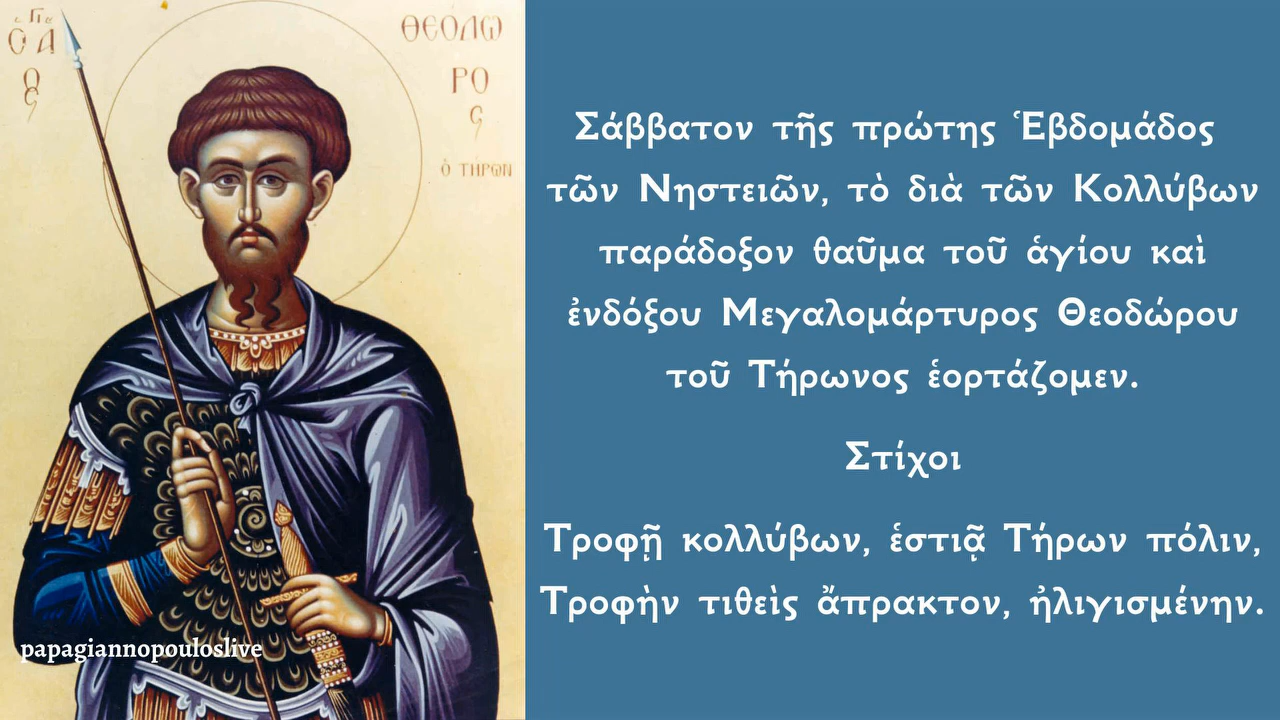 ὁ ἅγιος
ΘΕΟΔΩ
ΡΟ
ς
ὁ ΤΗΡΩΝ
Σάββατον τῆς πρώτης Ἑβδομάδος
τῶν Νηστειῶν, τὸ διὰ τῶν Κολλύβων
παράδοξον θαῦμα τοῦ ἁγίου καὶ
ἐνδόξου Μεγαλομάρτυρος Θεοδώρου
τοῦ Τήρωνος ἑορτάζομεν.
Στίχοι
Τροφῇ κολλύβων, ἑστιᾷ Τήρων πόλιν,
Τροφὴν τιθεὶς ἄπρακτον, ἠλιγισμένην.
papagiannopouloslive